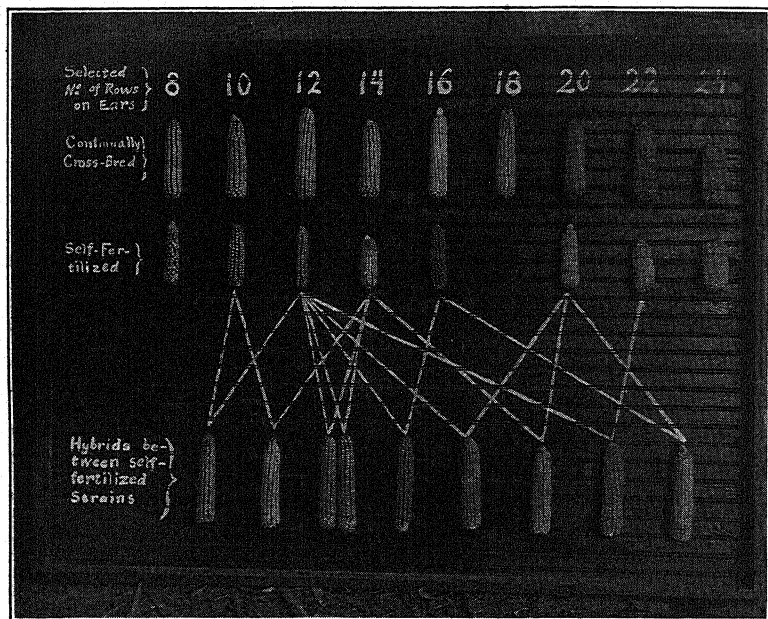 Selected
Nº. of Rows
on Ears
8 10 12 14 16 18 20 22 24
Continually
Cross-Bred
Self-Fer-
tilized
Hybrids be-
tween self-
fertilized
Strains